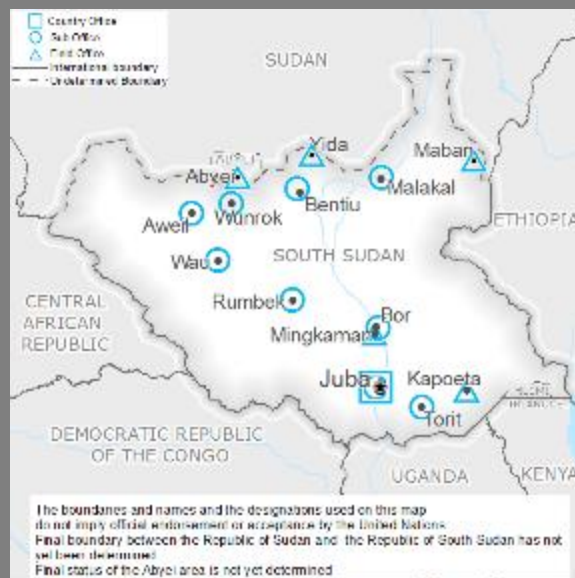 Country Office
Sub Office
Field Office
International boundary
Undetermined Boundary
SUDAN
Yida
Maban
Abyei
Malakal
Bentiu
Wunrok
Aweil
ETHIOPIA
SOUTH SUDAN
Wau
CENTRAL
AFRICAN
REPUBLIC
Rumbek
Bor
Mingkaman
Juba
Kapoeta
Torit
DEMOCRATIC REPUBLIC
OF THE CONGO
UGANDA
KENYA
The boundaries and names and the designations used on this map
do not imply official endorsement or acceptance by the United Nations
Final boundary between the Republic of Sudan and the Republic of South Sudan has not
yet been determined
Final status of the Abyei area is not yet determined